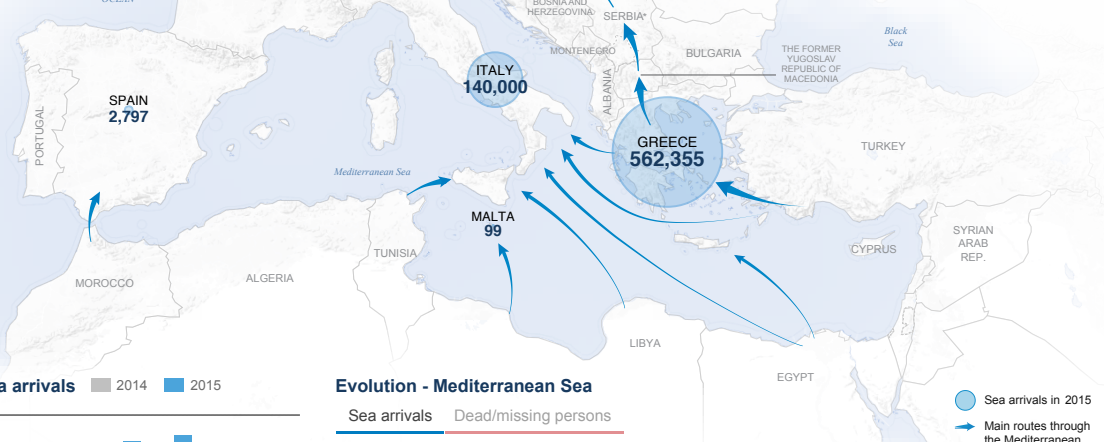 OCEAN
BOSNIA AND
HERZEGOVINA
SERBIA*
MONTENEGRO
BULGARIA
Black
Sea
THE FORMER
YUGOSLAV
REPUBLIC OF
MACEDONIA
ALBANIA
ITALY
140,000
SPAIN
2,797
PORTUGAL
GREECE
562,355
TURKEY
Mediterranean Sea
MALTA
99
SYRIAN
ARAB
REP.
CYPRUS
TUNISIA
MOROCCO
ALGERIA
LIBYA
EGYPT
a arrivals 2014 2015
Evolution - Mediterranean Sea
Sea arrivals Dead/missing persons
Sea arrivals in 2015
Main routes through
the Mediterranean